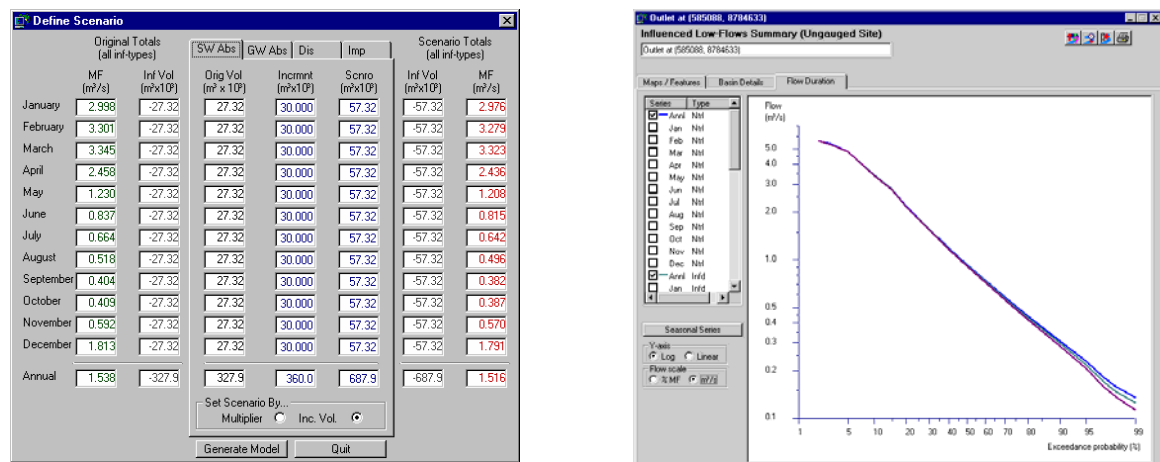 Define Scenario
Original Totals
(all inf-types)
SW Abs GW Abs Dis Imp
Scenario Totals
(all inf-types)
MF Inf Vol Orig Vol Incrmnt Scnro Inf Vol MF
(m³/s) (m³x10³) (m³ x 10³) (m³x10³) (m³x10³) (m³x10³) (m³/s)
January 2.998 -27.32 27.32 30.000 57.32 -57.32 2.976
February 3.301 -27.32 27.32 30.000 57.32 -57.32 3.279
March 3.345 -27.32 27.32 30.000 57.32 -57.32 3.323
April 2.458 -27.32 27.32 30.000 57.32 -57.32 2.436
May 1.230 -27.32 27.32 30.000 57.32 -57.32 1.208
June 0.837 -27.32 27.32 30.000 57.32 -57.32 0.815
July 0.664 -27.32 27.32 30.000 57.32 -57.32 0.642
August 0.518 -27.32 27.32 30.000 57.32 -57.32 0.496
September 0.404 -27.32 27.32 30.000 57.32 -57.32 0.382
October 0.409 -27.32 27.32 30.000 57.32 -57.32 0.387
November 0.592 -27.32 27.32 30.000 57.32 -57.32 0.570
December 1.813 -27.32 27.32 30.000 57.32 -57.32 1.791
Annual 1.538 -327.9 327.9 360.0 687.9 -687.9 1.516
Set Scenario By...
Multiplier Inc. Vol.
Generate Model Quit
Outlet at (585088, 8784633)
Influenced Low-Flows Summary (Ungauged Site)
Outlet at (585088, 8784633)
Maps / Features Basin Details Flow Duration
Series Type
Annl Ntrl
Jan Ntrl
Feb Ntrl
Mar Ntrl
Apr Ntrl
May Ntrl
Jun Ntrl
Jul Ntrl
Aug Ntrl
Sep Ntrl
Oct Ntrl
Nov Ntrl
Dec Ntrl
Annl Infd
Jan Infd
Seasonal Series
Y-axis
Log Linear
Flow scale
% MF m³/s
Flow
(m³/s)
5.0
4.0
3.0
2.0
1.0
0.5
0.4
0.3
0.2
0.1
1 5 10 20 30 40 50 60 70 80 90 95 99
Exceedance probability (%)